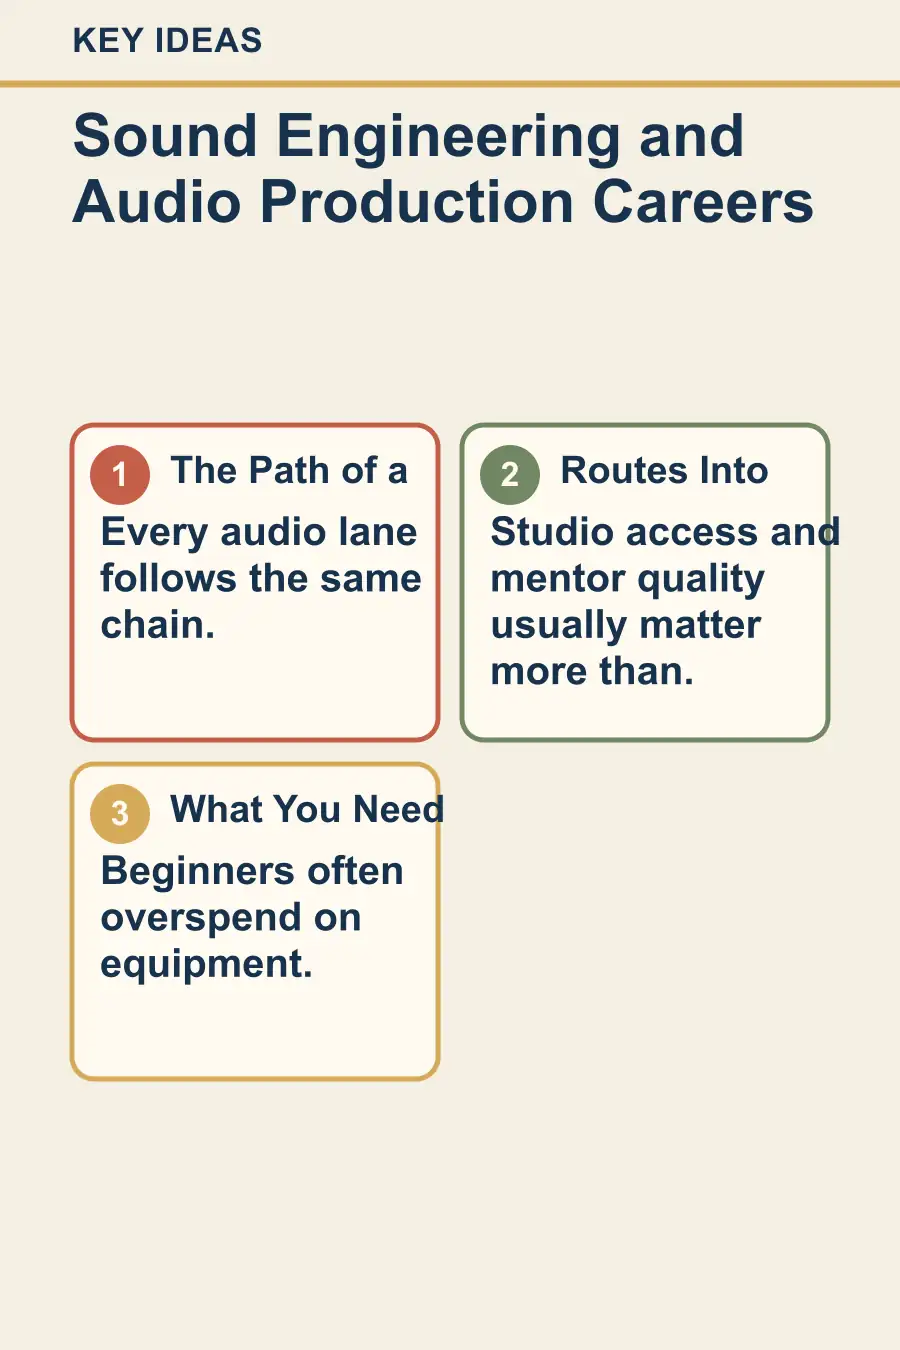 KEY IDEAS
Sound Engineering and
Audio Production Careers
1 The Path of a
Every audio lane
follows the same
chain.
2 Routes Into
Studio access and
mentor quality
usually matter
more than.
3 What You Need
Beginners often
overspend on
equipment.